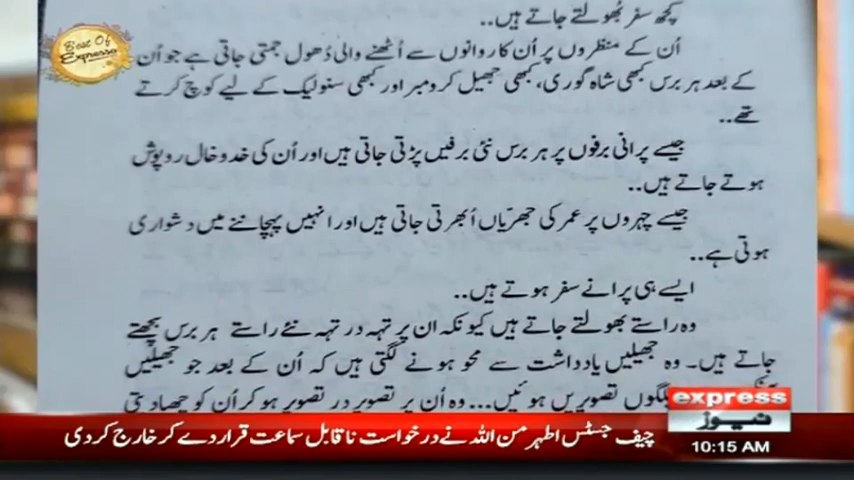 کچھ سفر بُھولتے جاتے ہیں..
Best Of
Expresso
اُن کے منظروں پر اُن کاروانوں سے اُٹھنے والی دُھول جمتی جاتی ہے جو اُن
کے بعد ہر برس کبھی شاہ گوری، کبھی جھیل کرومبر اور کبھی سنولیک کے لیے کوچ کرتے
تھے..
جیسے پرانی برفوں پر ہر برس نئی برفیں پڑتی جاتی ہیں اور اُن کی خدوخال روپوش
ہوتے جاتے ہیں..
جیسے چہروں پر عمر کی جھریاں اُبھرتی جاتی ہیں اور انہیں پہچاننے میں دشواری
ہوتی ہے..
ایسے ہی پرانے سفر ہوتے ہیں..
وہ راستے بھولتے جاتے ہیں کیونکہ ان پر تہہ در تہہ نئے راستے ہر برس بچھتے
جاتے ہیں۔ وہ جھیلیں یادداشت سے محو ہونے لگتی ہیں کہ اُن کے بعد جو جھیلیں
تصویریں ہوئیں... وہ اُن پر تصویر در تصویر ہو کر اُن کو چھپا دیتی
express
نیوز
10:15 AM
چیف جسٹس اطہر من اللہ نے درخواست ناقابل سماعت قرار دے کر خارج کر دی